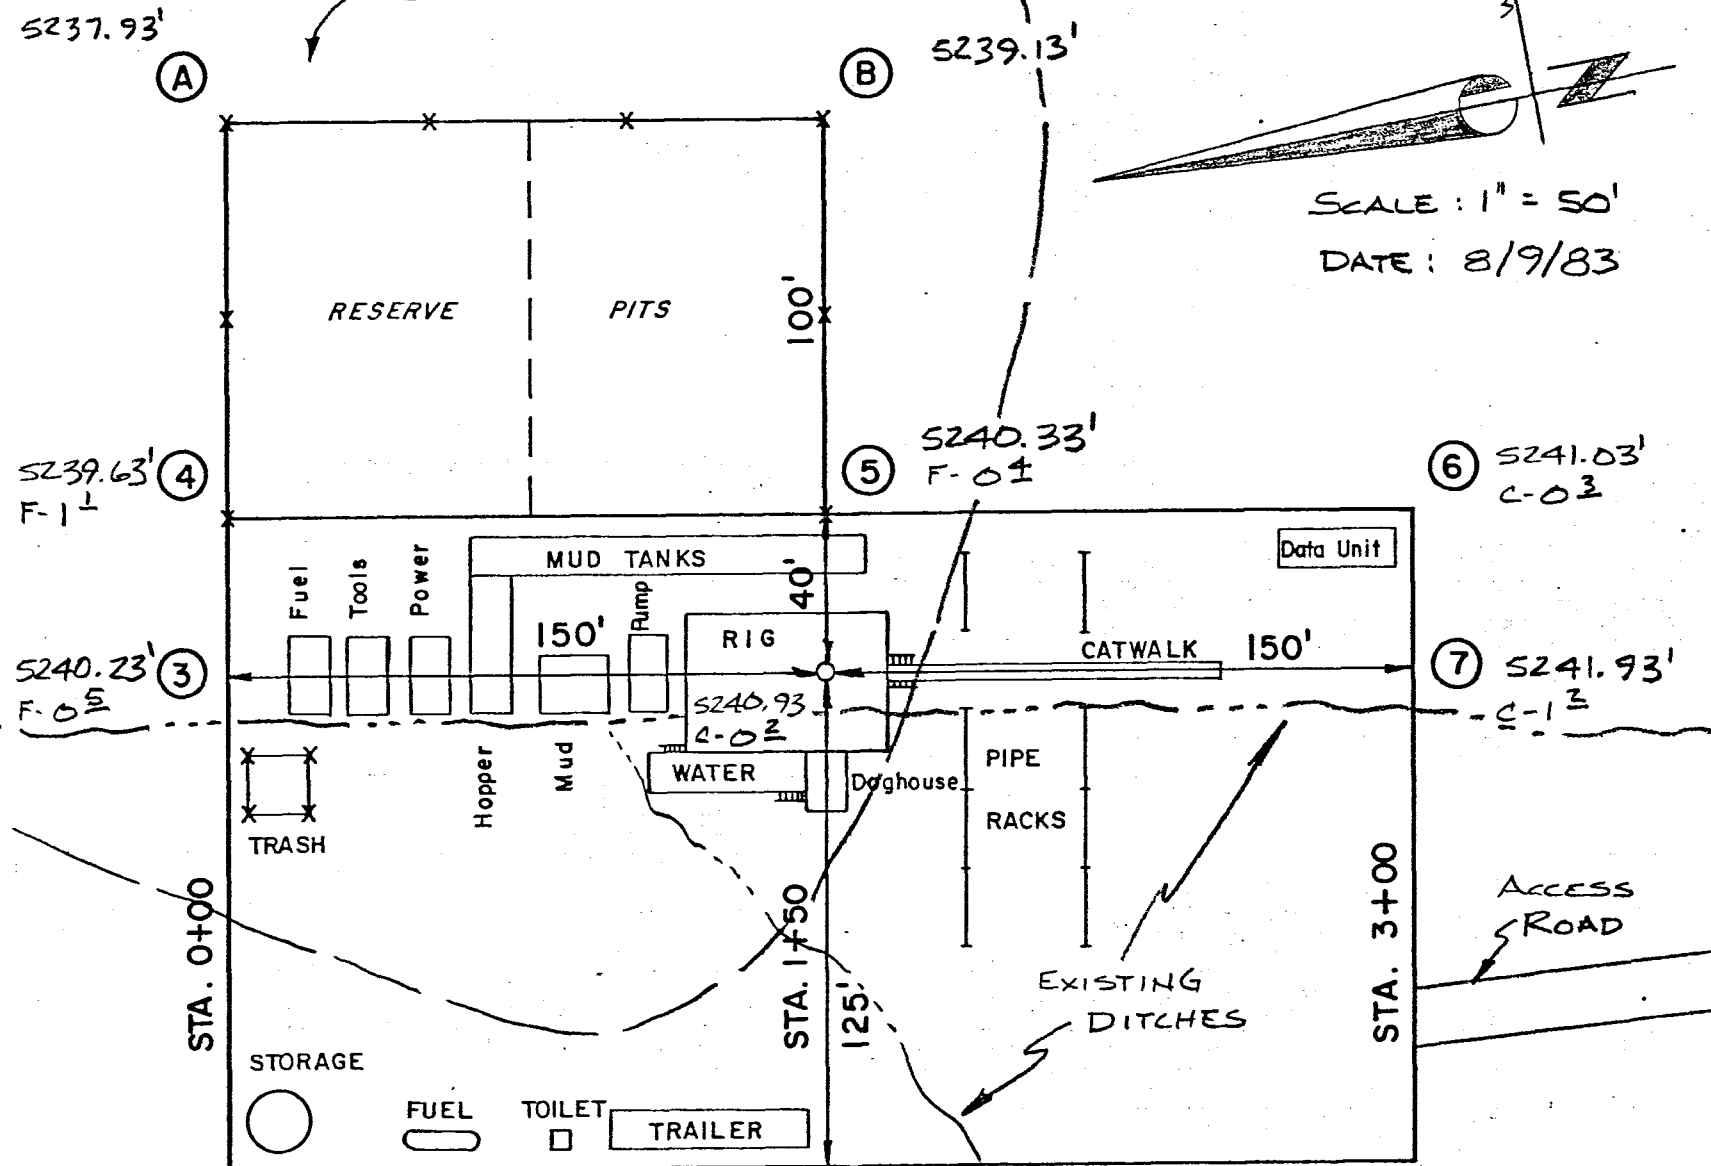 5237.93'
A
B
5239.13'
SCALE : 1" = 50'
DATE : 8/9/83
RESERVE PITS
100'
5239.63' 4
F-1 1
5
5240.33'
F-0 4
6
5241.03'
C-0 3
Fuel
Tools
Power
MUD TANKS
40'
Data Unit
Pump
150'
RIG
CATWALK
150'
5240.23' 3
F-0 5
7
5241.93'
C-1 2
5240.93
C-0 2
Hopper
Mud
WATER
Doghouse
PIPE
RACKS
TRASH
STA. 0+00
STA. 1+50
125'
STA. 3+00
ACCESS
ROAD
EXISTING
DITCHES
STORAGE
FUEL
TOILET
TRAILER